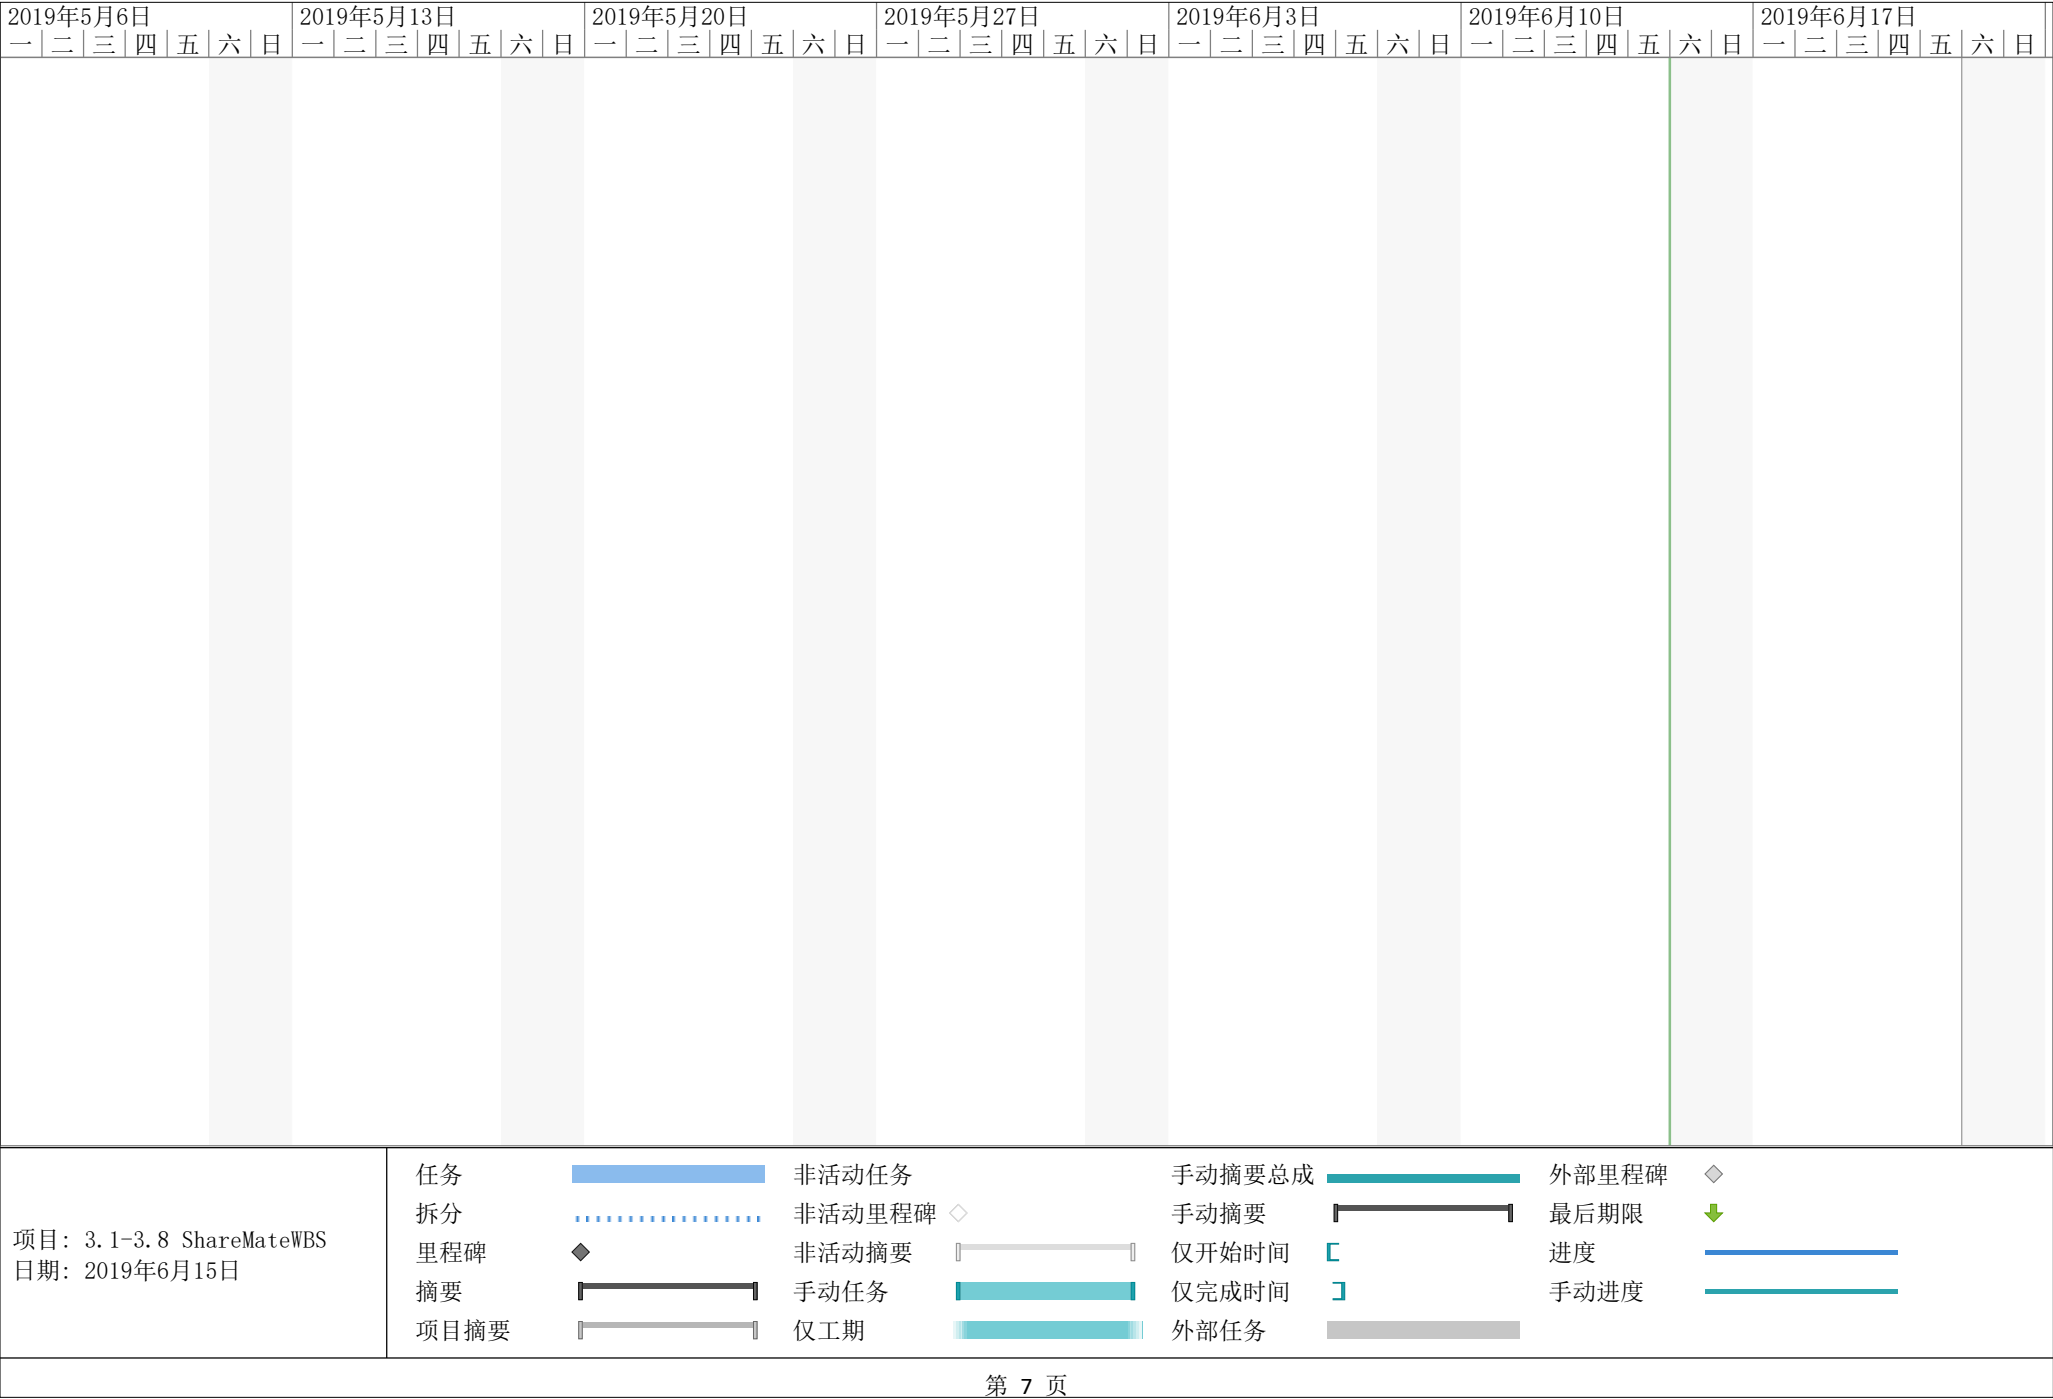 2019年5月6日 2019年5月13日 2019年5月20日 2019年5月27日 2019年6月3日 2019年6月10日 2019年6月17日
一 二 三 四 五 六 日 一 二 三 四 五 六 日 一 二 三 四 五 六 日 一 二 三 四 五 六 日 一 二 三 四 五 六 日 一 二 三 四 五 六 日 一 二 三 四 五 六 日
项目: 3.1-3.8 ShareMateWBS
日期: 2019年6月15日
任务
拆分
里程碑
摘要
项目摘要
非活动任务
非活动里程碑
非活动摘要
手动任务
仅工期
手动摘要总成
手动摘要
仅开始时间
仅完成时间
外部任务
外部里程碑
最后期限
进度
手动进度
第 7 页